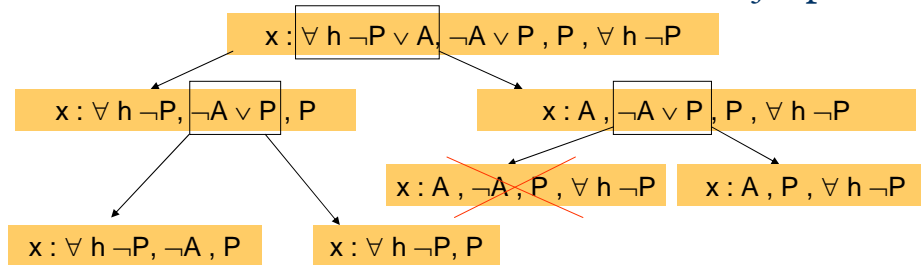 x : ∀ h ¬P ∨ A, ¬A ∨ P , P , ∀ h ¬P
x : ∀ h ¬P, ¬A ∨ P , P
x : A , ¬A ∨ P , P , ∀ h ¬P
x : A , ¬A , P , ∀ h ¬P
x : A , P , ∀ h ¬P
x : ∀ h ¬P, ¬A , P
x : ∀ h ¬P, P